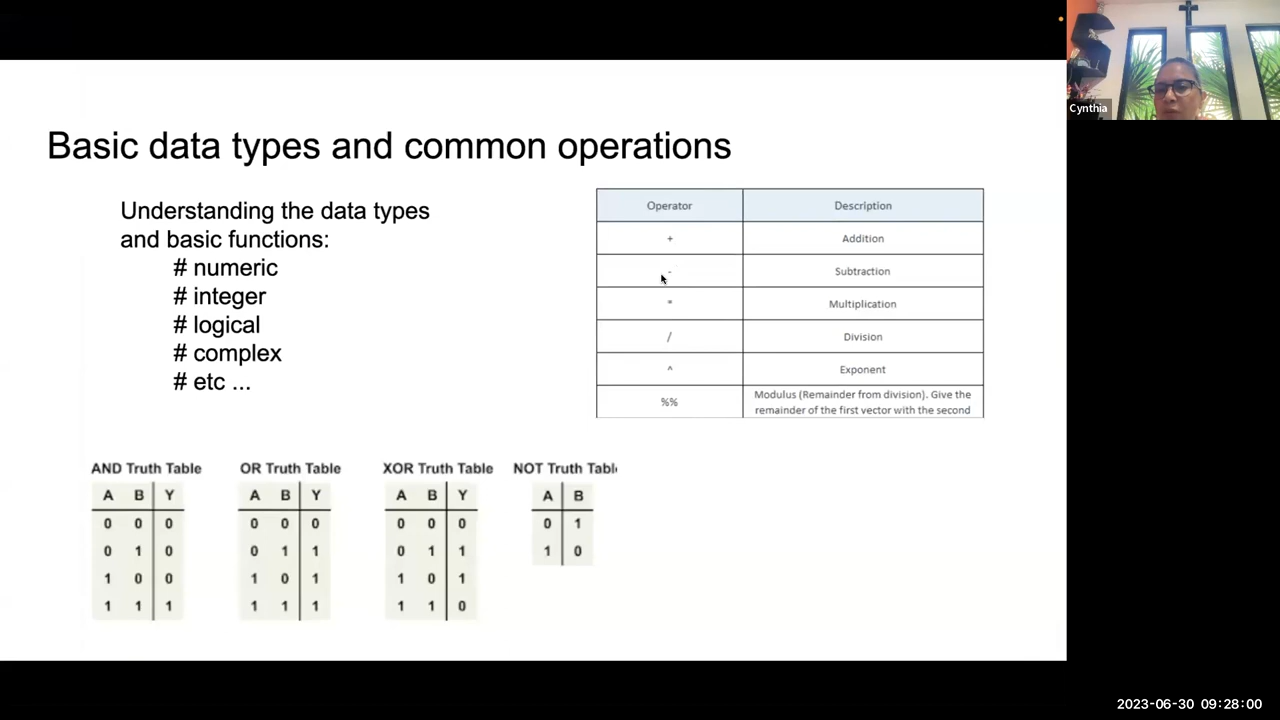 Cynthia
Basic data types and common operations
Understanding the data types
and basic functions:
# numeric
# integer
# logical
# complex
# etc ...
Operator Description
+ Addition
- Subtraction
* Multiplication
/ Division
^ Exponent
%% Modulus (Remainder from division). Give the
remainder of the first vector with the second
AND Truth Table
A B Y
0 0 0
0 1 0
1 0 0
1 1 1
OR Truth Table
A B Y
0 0 0
0 1 1
1 0 1
1 1 1
XOR Truth Table
A B Y
0 0 0
0 1 1
1 0 1
1 1 0
NOT Truth Tabl
A B
0 1
1 0
2023-06-30 09:28:00